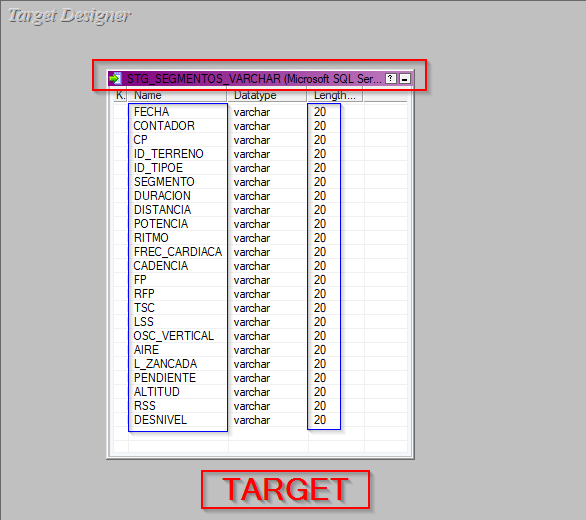 Target Designer
STG_SEGMENTOS_VARCHAR (Microsoft SQL Ser...
K. Name Datatype Length...
FECHA varchar 20
CONTADOR varchar 20
CP varchar 20
ID_TERRENO varchar 20
ID_TIPOE varchar 20
SEGMENTO varchar 20
DURACION varchar 20
DISTANCIA varchar 20
POTENCIA varchar 20
RITMO varchar 20
FREC_CARDIACA varchar 20
CADENCIA varchar 20
FP varchar 20
RFP varchar 20
TSC varchar 20
LSS varchar 20
OSC_VERTICAL varchar 20
AIRE varchar 20
L_ZANCADA varchar 20
PENDIENTE varchar 20
ALTITUD varchar 20
RSS varchar 20
DESNIVEL varchar 20
TARGET